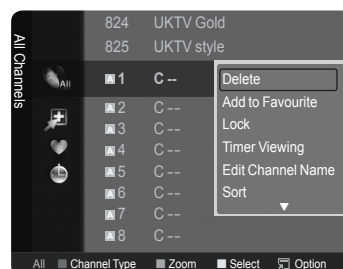 All Channels
824 UKTV Gold
825 UKTV style
All
A 1 C --
A 2 C --
A 3 C --
A 4 C --
A 5 C --
A 6 C --
A 7 C --
A 8 C --
Delete
Add to Favourite
Lock
Timer Viewing
Edit Channel Name
Sort
All Channel Type Zoom Select Option